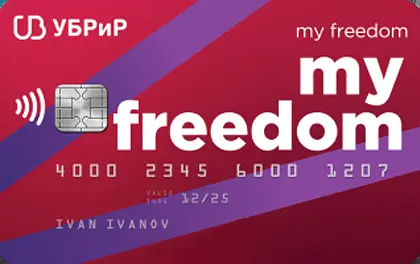 УБРиР
my freedom
my
freedom
4000 2345 6000 1207
VALID
THRU 12/25
IVAN IVANOV